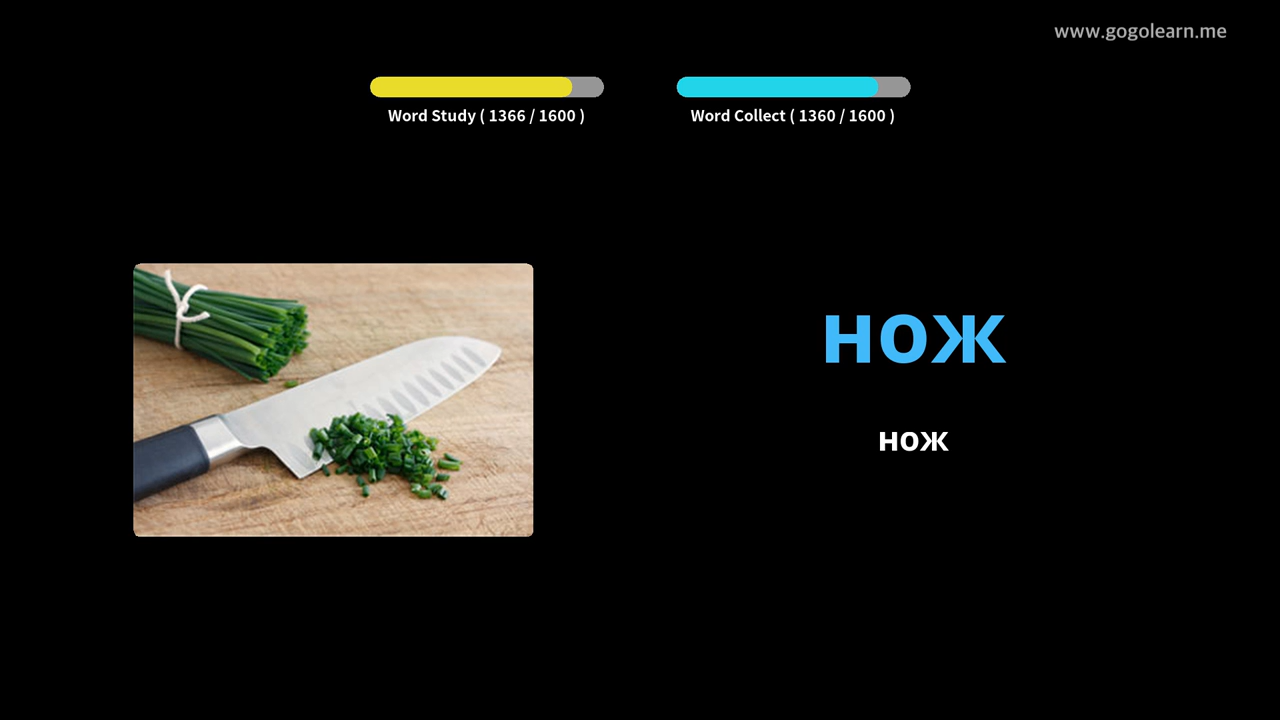 www.gogolearn.me
Word Study ( 1366 / 1600 )
Word Collect ( 1360 / 1600 )
нож
нож